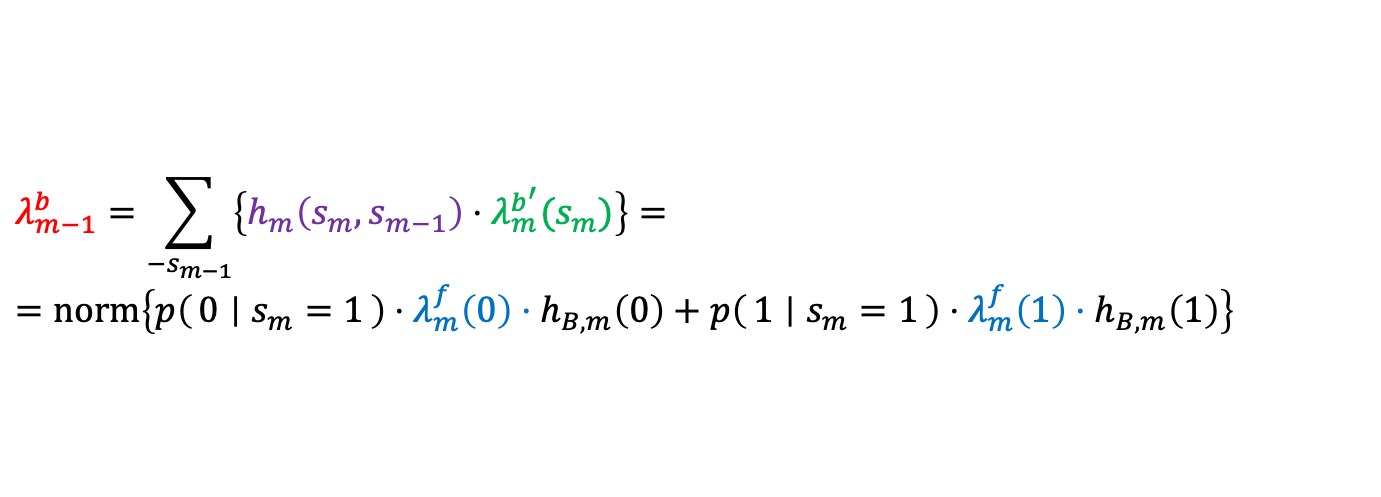 λ^b_{m−1} = ∑_{−s_{m−1}} {h_m(s_m, s_{m−1}) · λ^{b′}_m(s_m)} =
= norm{p( 0 | s_m = 1 ) · λ^f_m(0) · h_{B,m}(0) + p( 1 | s_m = 1 ) · λ^f_m(1) · h_{B,m}(1)}